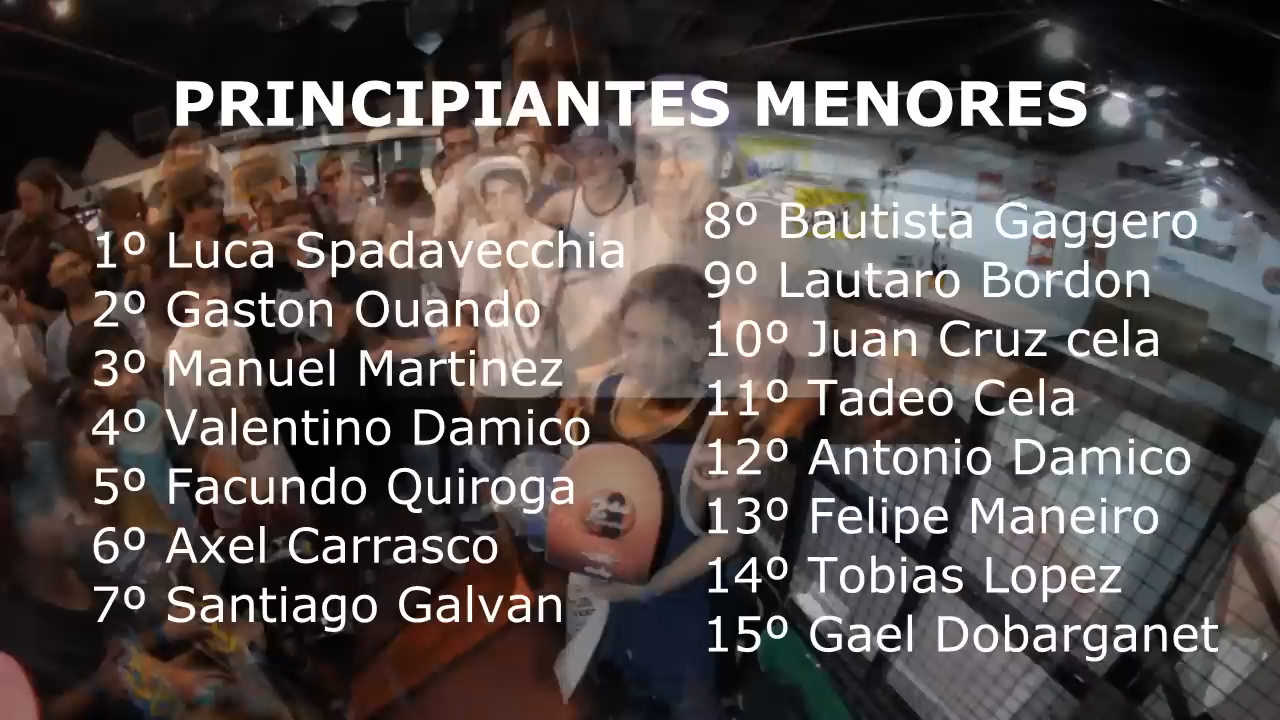 PRINCIPIANTES MENORES
1º Luca Spadavecchia
2º Gaston Ouando
3º Manuel Martinez
4º Valentino Damico
5º Facundo Quiroga
6º Axel Carrasco
7º Santiago Galvan
8º Bautista Gaggero
9º Lautaro Bordon
10º Juan Cruz cela
11º Tadeo Cela
12º Antonio Damico
13º Felipe Maneiro
14º Tobias Lopez
15º Gael Dobarganet